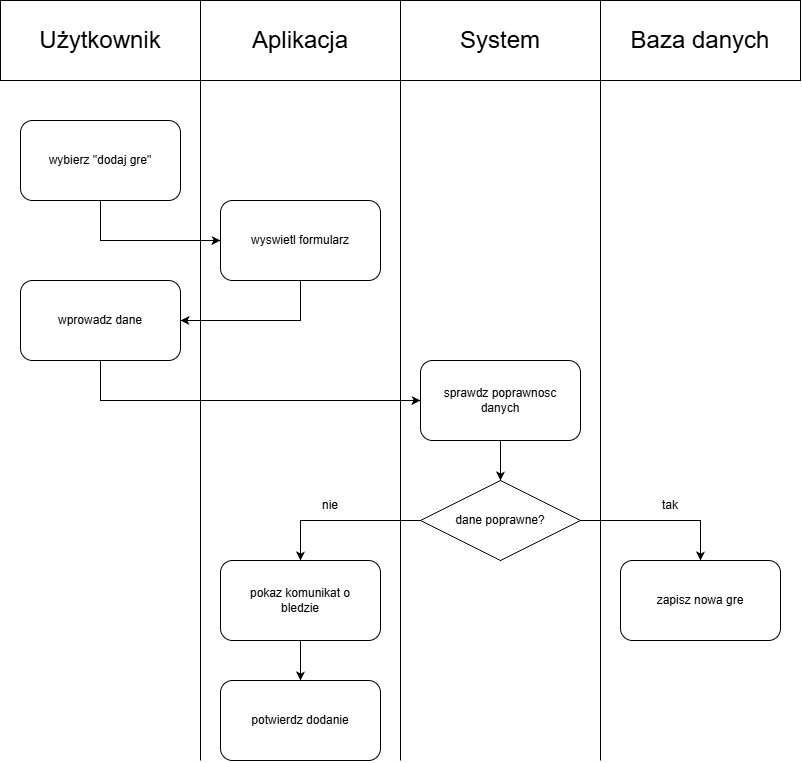 Użytkownik
Aplikacja
System
Baza danych
wybierz "dodaj gre"
wyswietl formularz
wprowadz dane
sprawdz poprawnosc
danych
nie
dane poprawne?
tak
pokaz komunikat o
bledzie
zapisz nowa gre
potwierdz dodanie